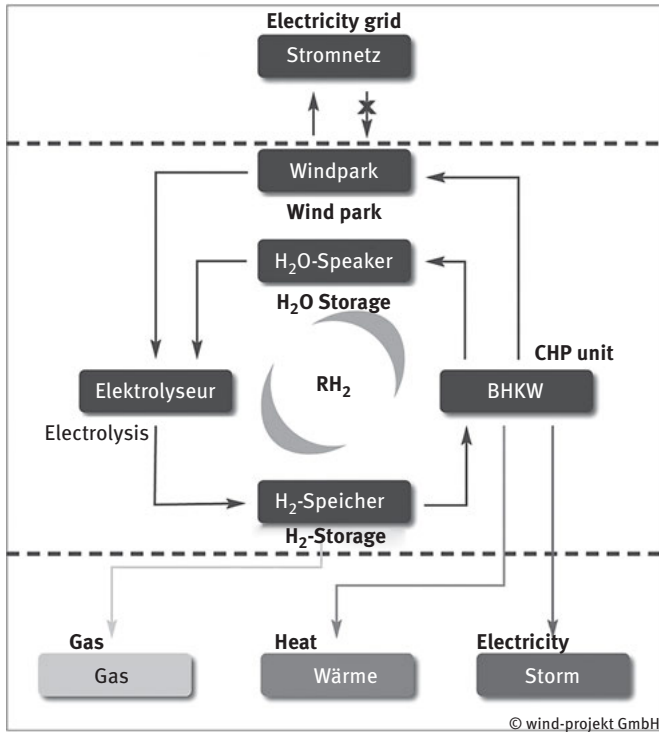 Electricity grid
Stromnetz
Windpark
Wind park
H₂O-Speaker
H₂O Storage
CHP unit
Elektrolyseur
RH₂
BHKW
Electrolysis
H₂-Speicher
H₂-Storage
Gas
Heat
Electricity
Gas
Wärme
Storm
© wind-projekt GmbH